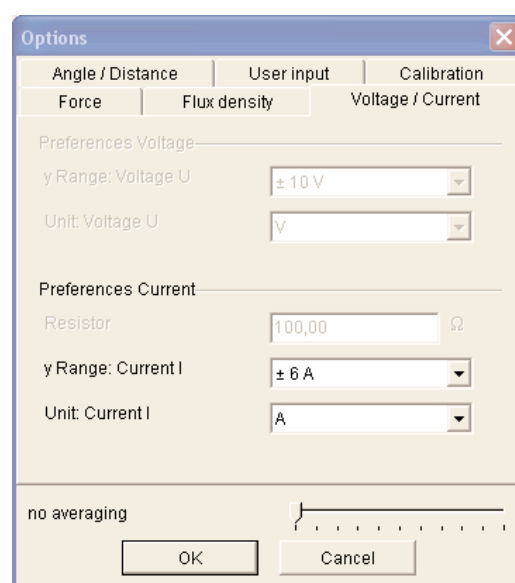 Options
Angle / Distance User input Calibration
Force Flux density Voltage / Current
Preferences Voltage
y Range: Voltage U ± 10 V
Unit: Voltage U V
Preferences Current
Resistor 100,00 Ω
y Range: Current I ± 6 A
Unit: Current I A
no averaging
OK Cancel